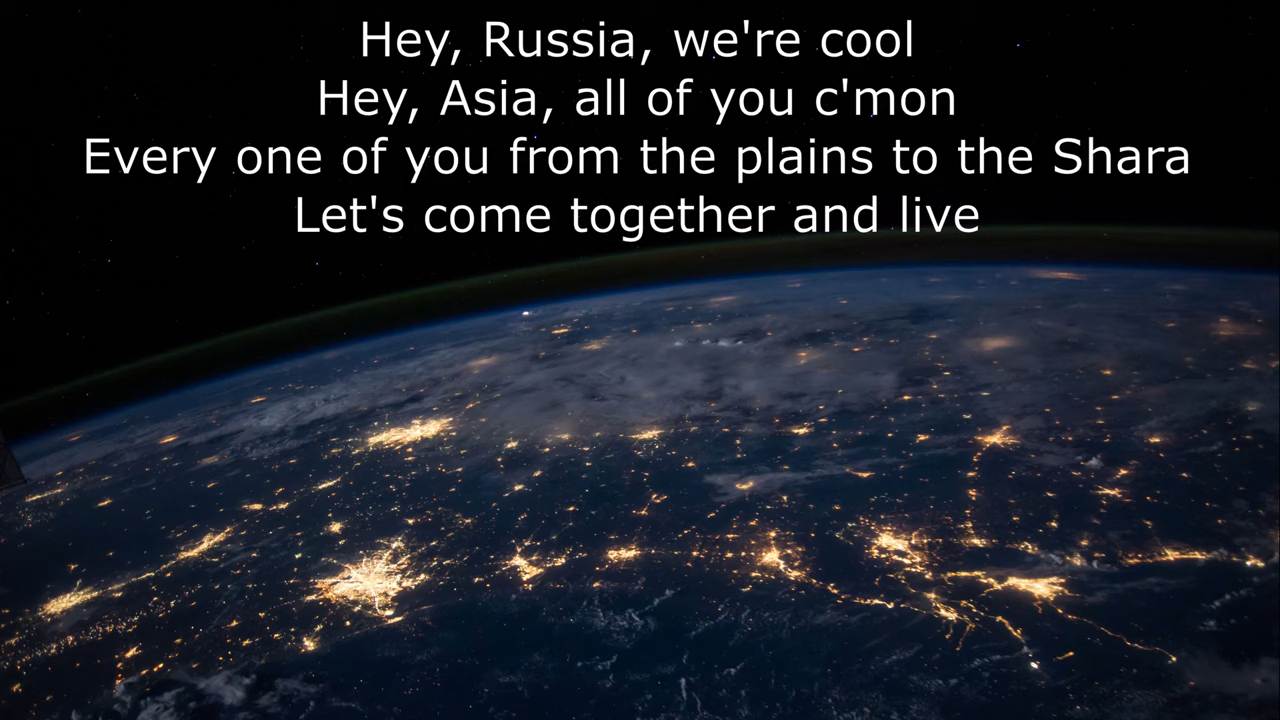 Hey, Russia, we're cool
Hey, Asia, all of you c'mon
Every one of you from the plains to the Shara
Let's come together and live